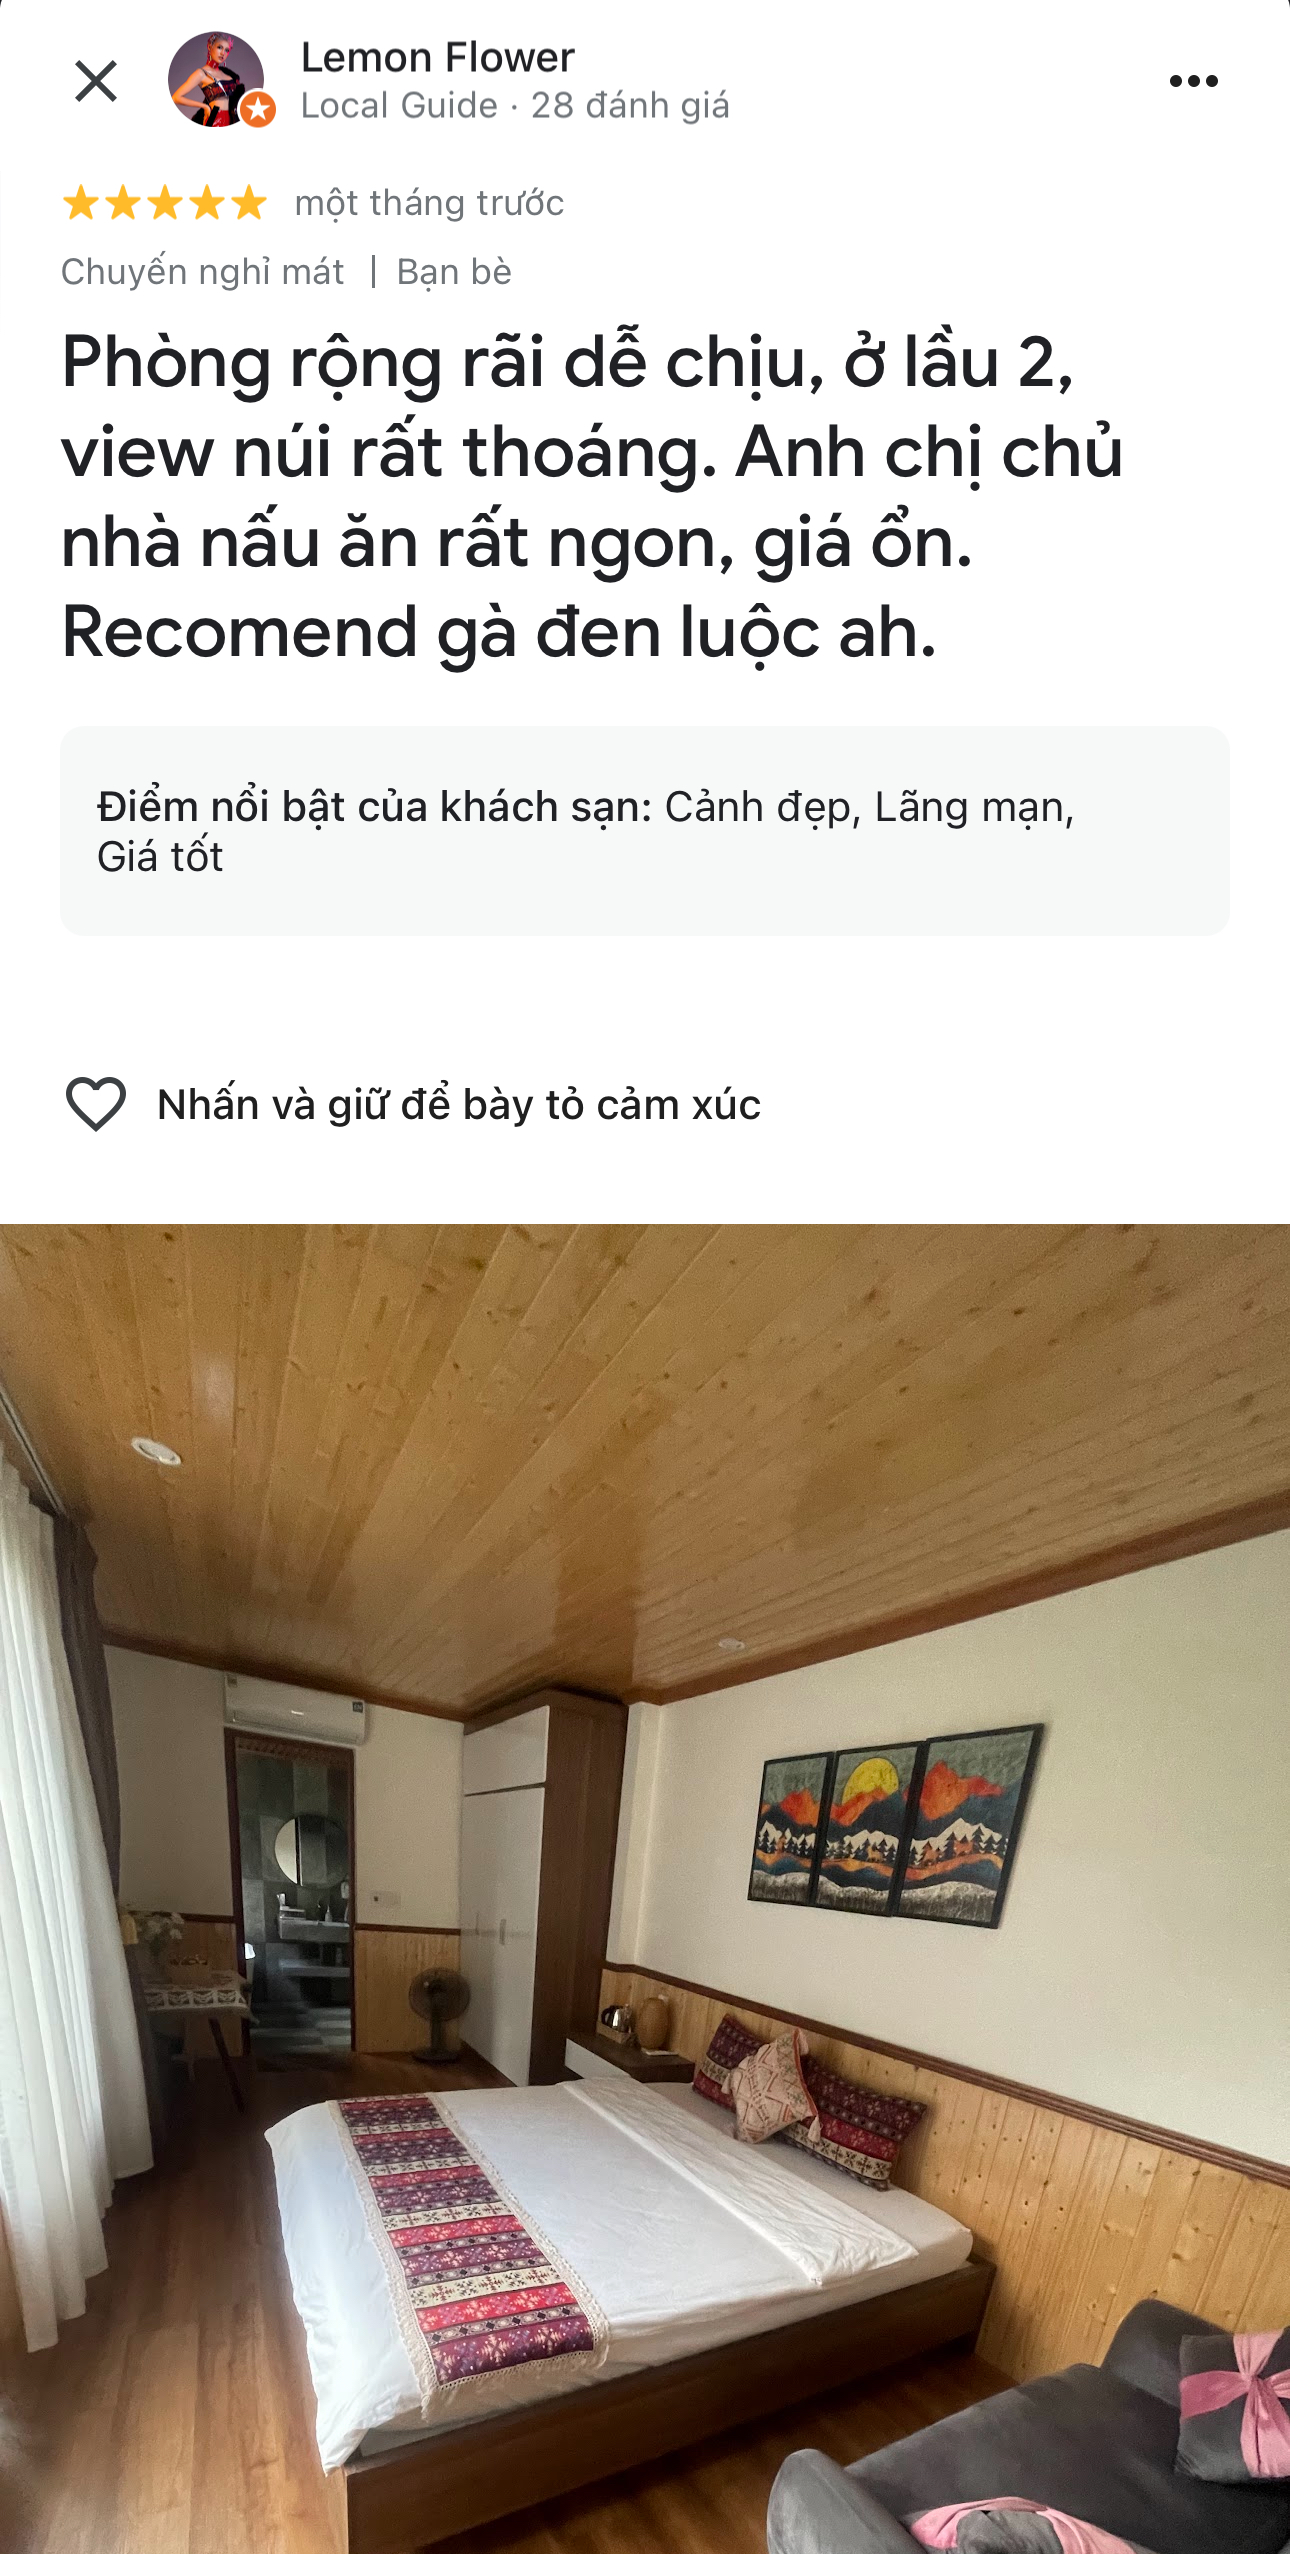 Lemon Flower
Local Guide · 28 đánh giá
một tháng trước
Chuyến nghỉ mát | Bạn bè
Phòng rộng rãi dễ chịu, ở lầu 2,
view núi rất thoáng. Anh chị chủ
nhà nấu ăn rất ngon, giá ổn.
Recomend gà đen luộc ah.
Điểm nổi bật của khách sạn: Cảnh đẹp, Lãng mạn,
Giá tốt
Nhấn và giữ để bày tỏ cảm xúc